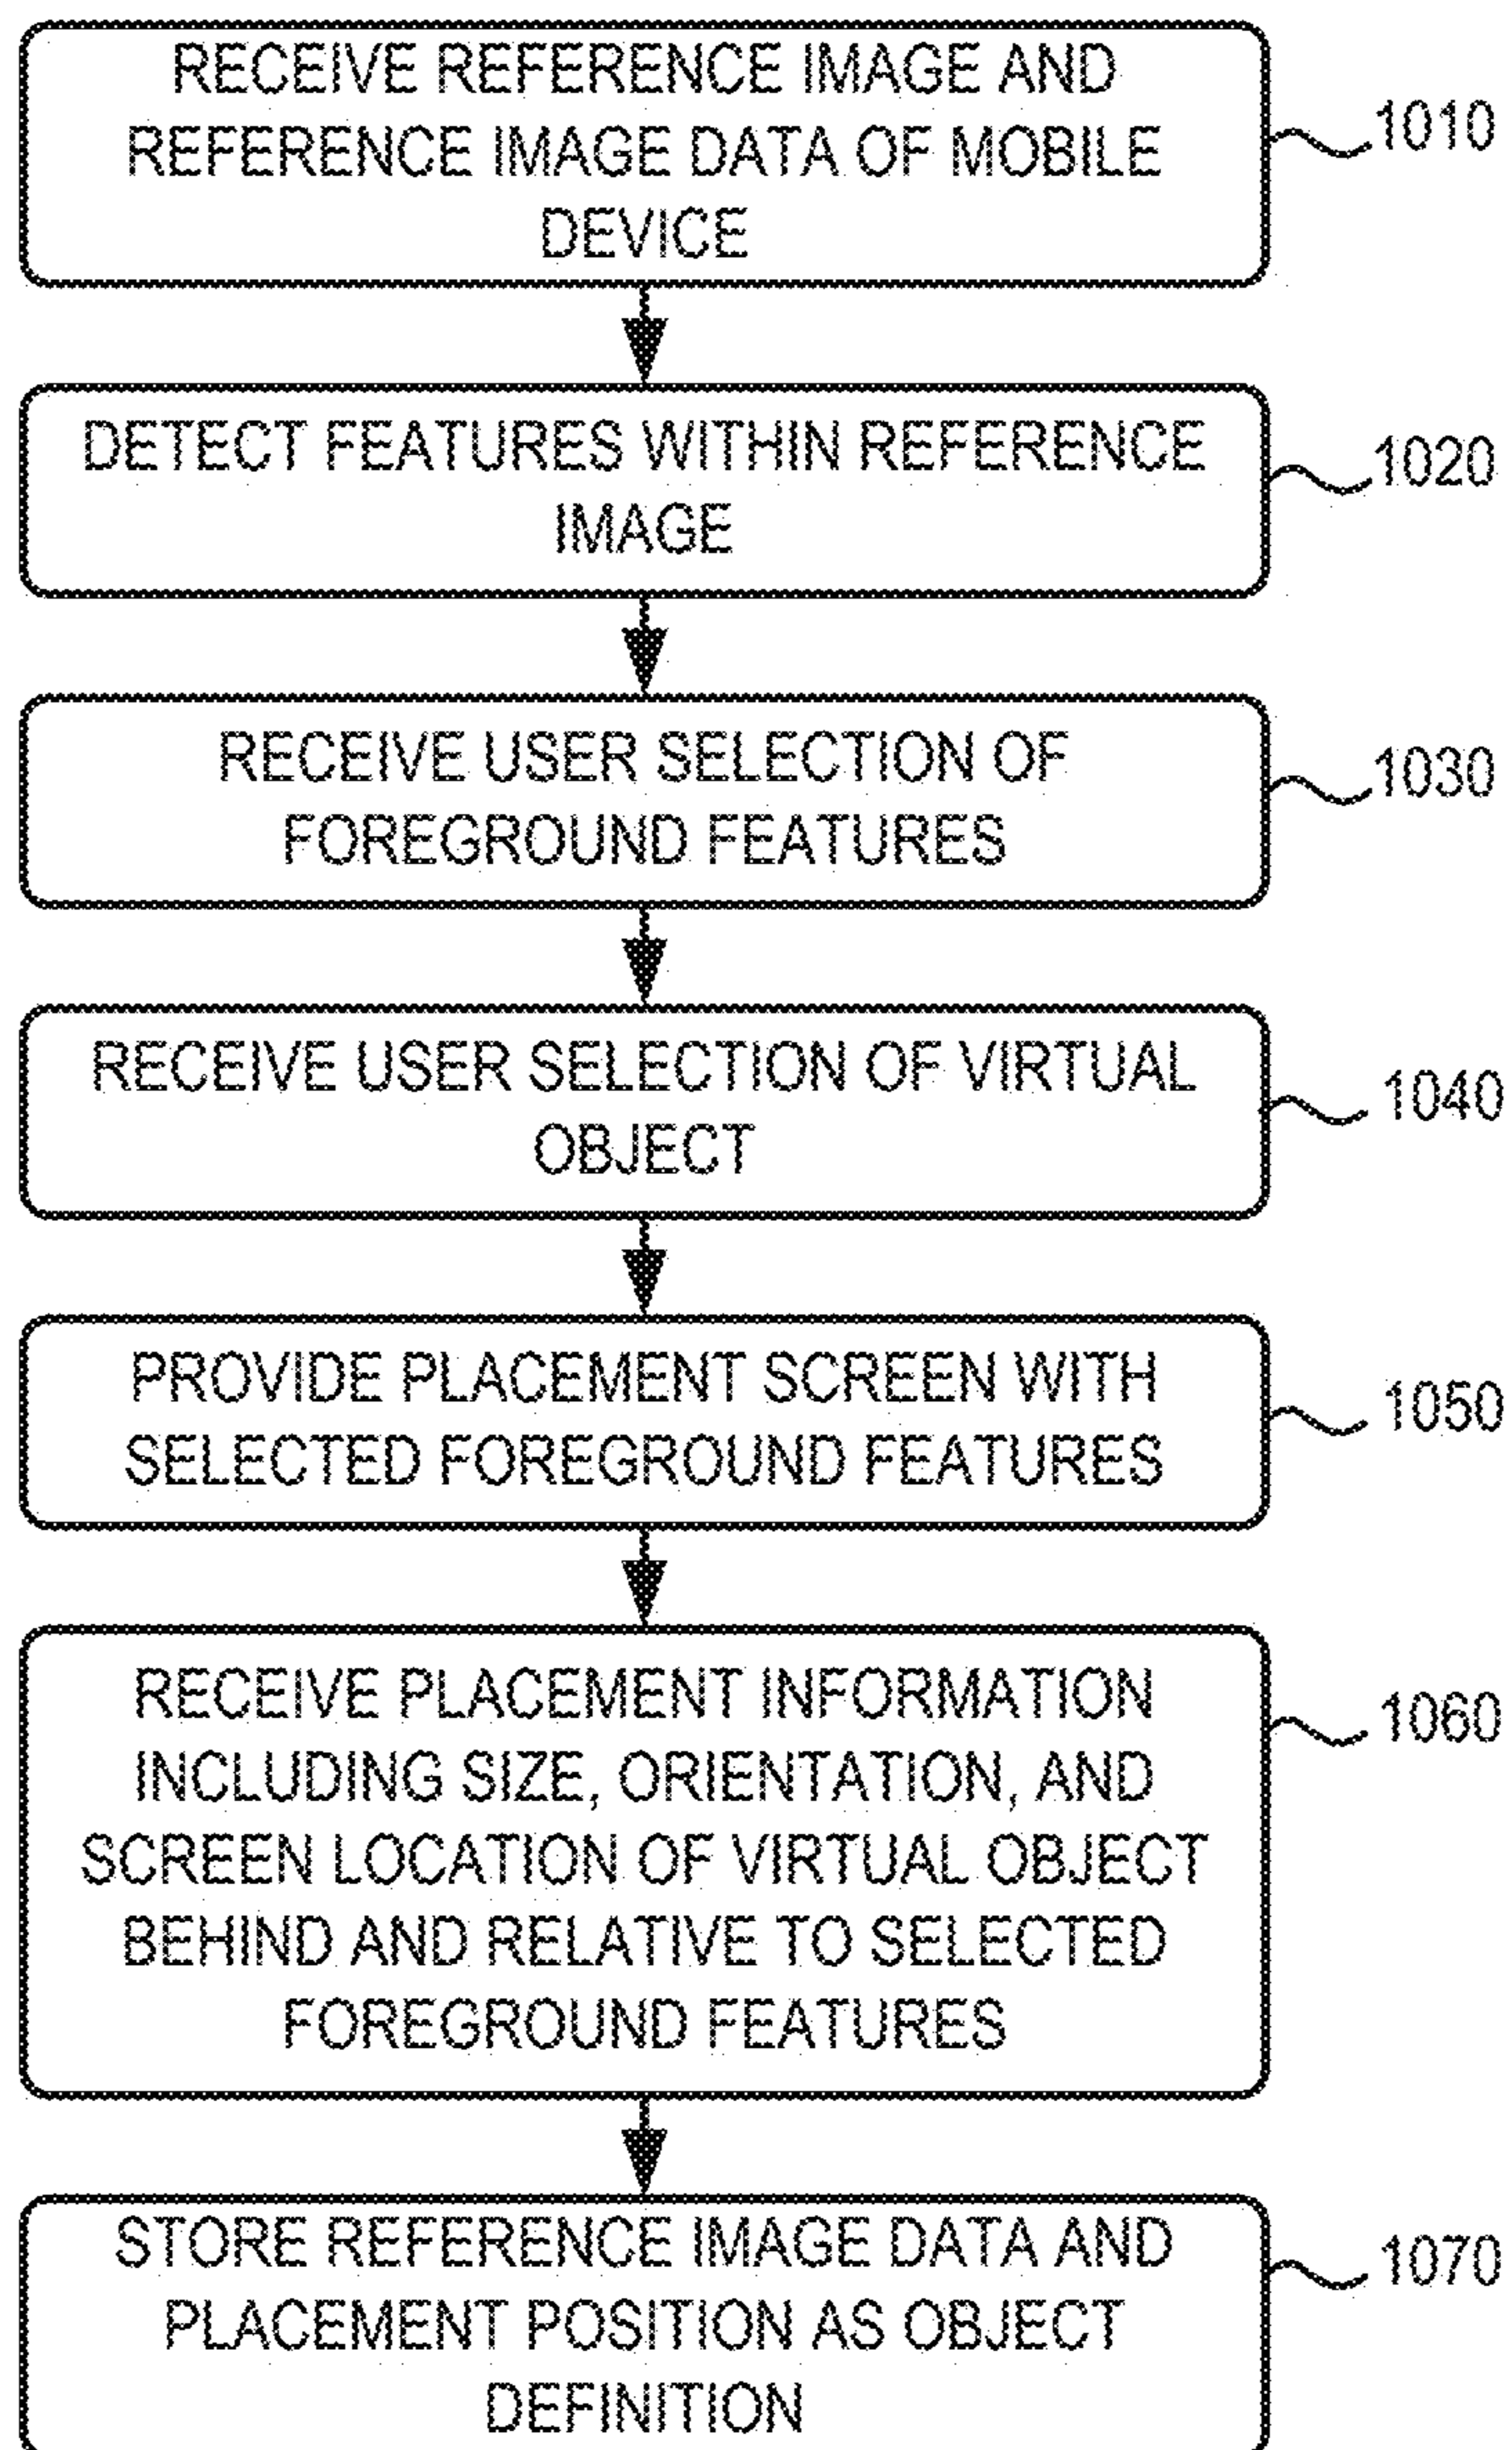 RECEIVE REFERENCE IMAGE AND
REFERENCE IMAGE DATA OF MOBILE
DEVICE
1010
DETECT FEATURES WITHIN REFERENCE
IMAGE
1020
RECEIVE USER SELECTION OF
FOREGROUND FEATURES
1030
RECEIVE USER SELECTION OF VIRTUAL
OBJECT
1040
PROVIDE PLACEMENT SCREEN WITH
SELECTED FOREGROUND FEATURES
1050
RECEIVE PLACEMENT INFORMATION
INCLUDING SIZE, ORIENTATION, AND
SCREEN LOCATION OF VIRTUAL OBJECT
BEHIND AND RELATIVE TO SELECTED
FOREGROUND FEATURES
1060
STORE REFERENCE IMAGE DATA AND
PLACEMENT POSITION AS OBJECT
DEFINITION
1070